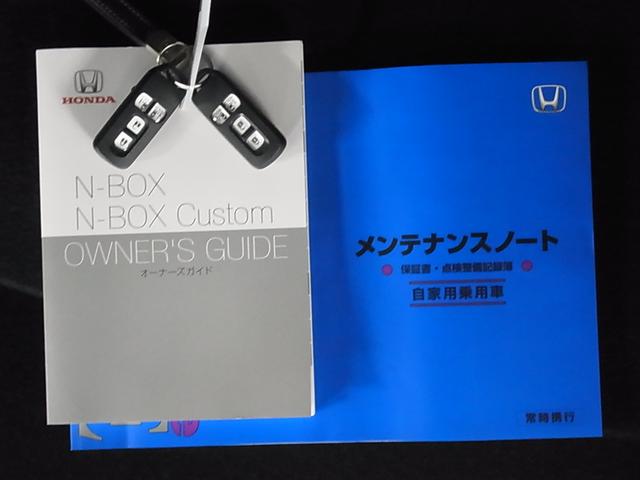 HONDA
N-BOX
N-BOX Custom
OWNER'S GUIDE
オーナーズガイド
メンテナンスノート
保証書・点検整備記録簿
自家用乗用車
常時携行